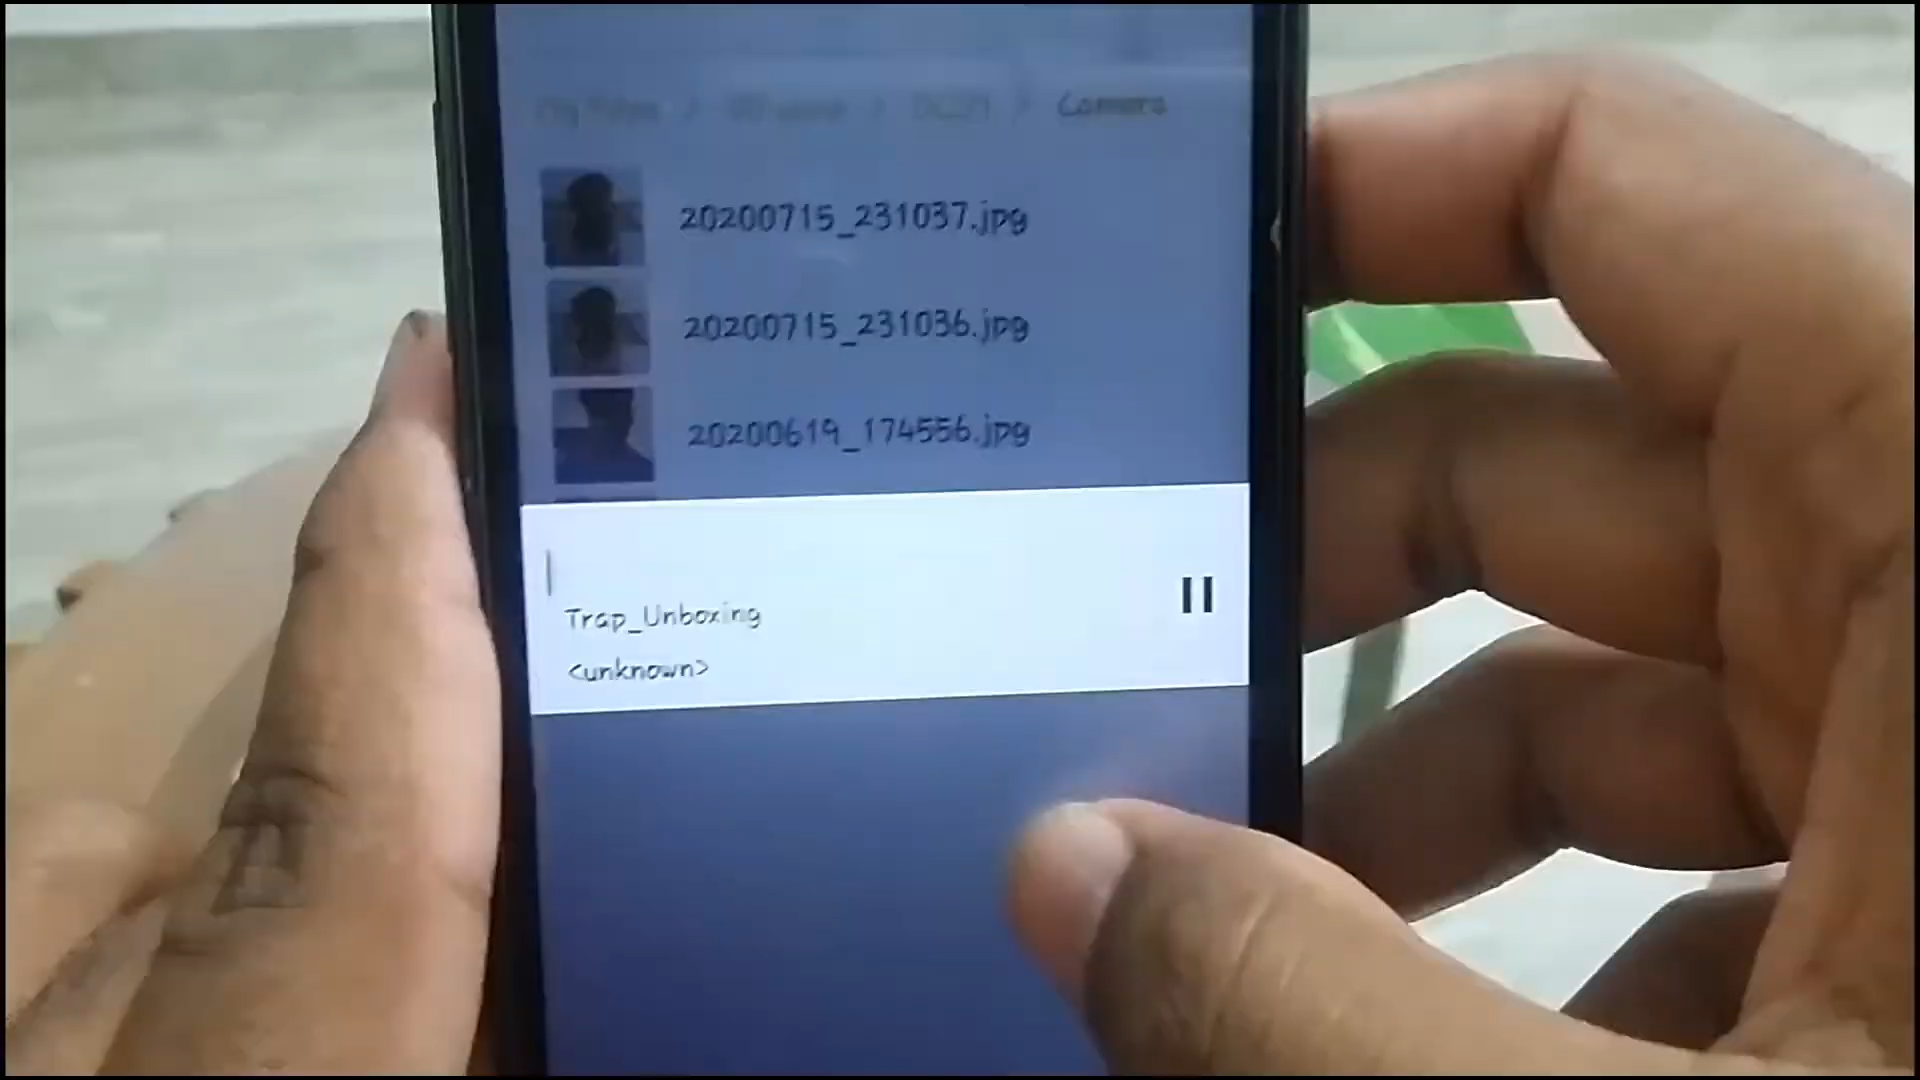 Camera
20200715_231037.jpg
20200715_231036.jpg
20200619_174556.jpg
Trap_Unboxing
<unknown>